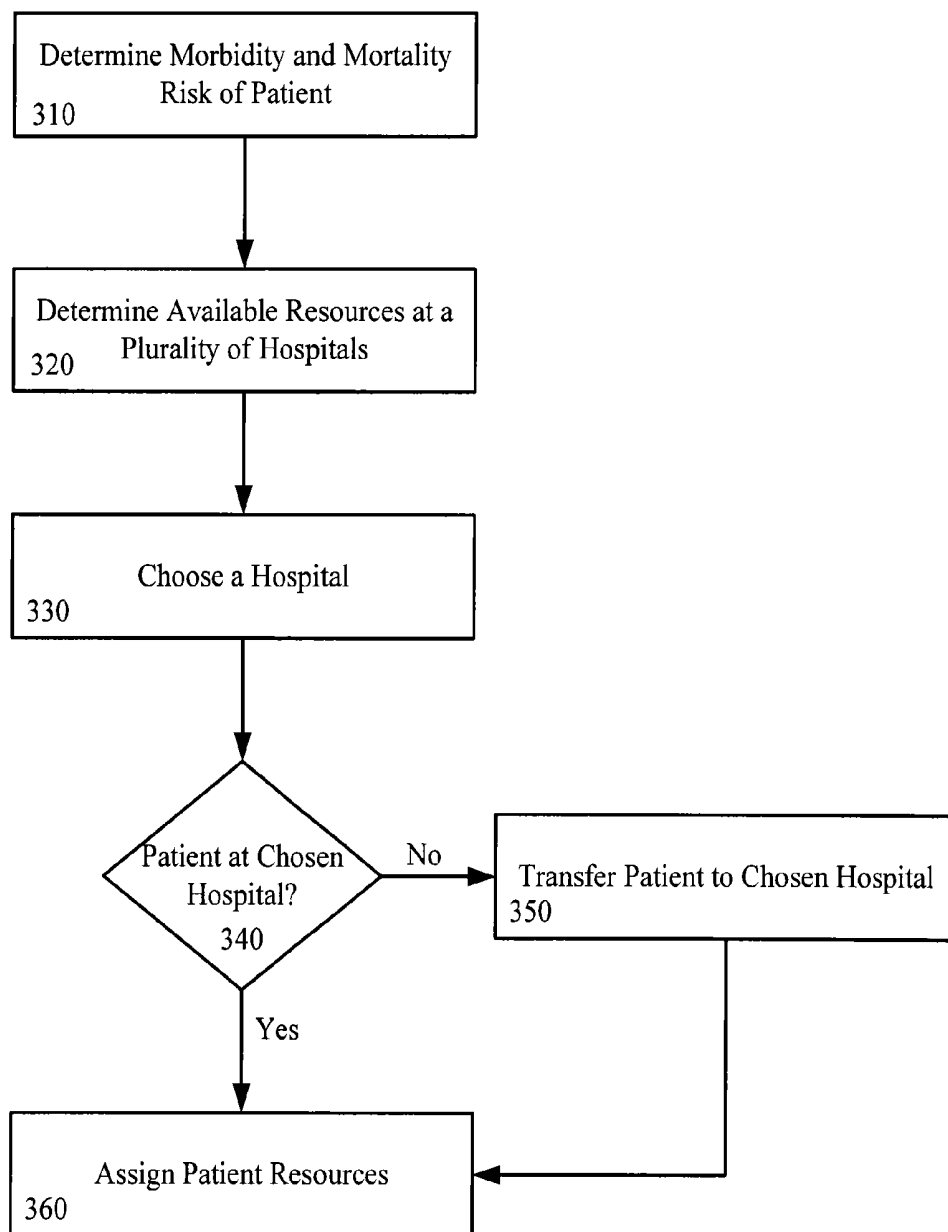 Determine Morbidity and Mortality
Risk of Patient
310
Determine Available Resources at a
Plurality of Hospitals
320
Choose a Hospital
330
Patient at Chosen
Hospital?
340
No
Transfer Patient to Chosen Hospital
350
Yes
Assign Patient Resources
360